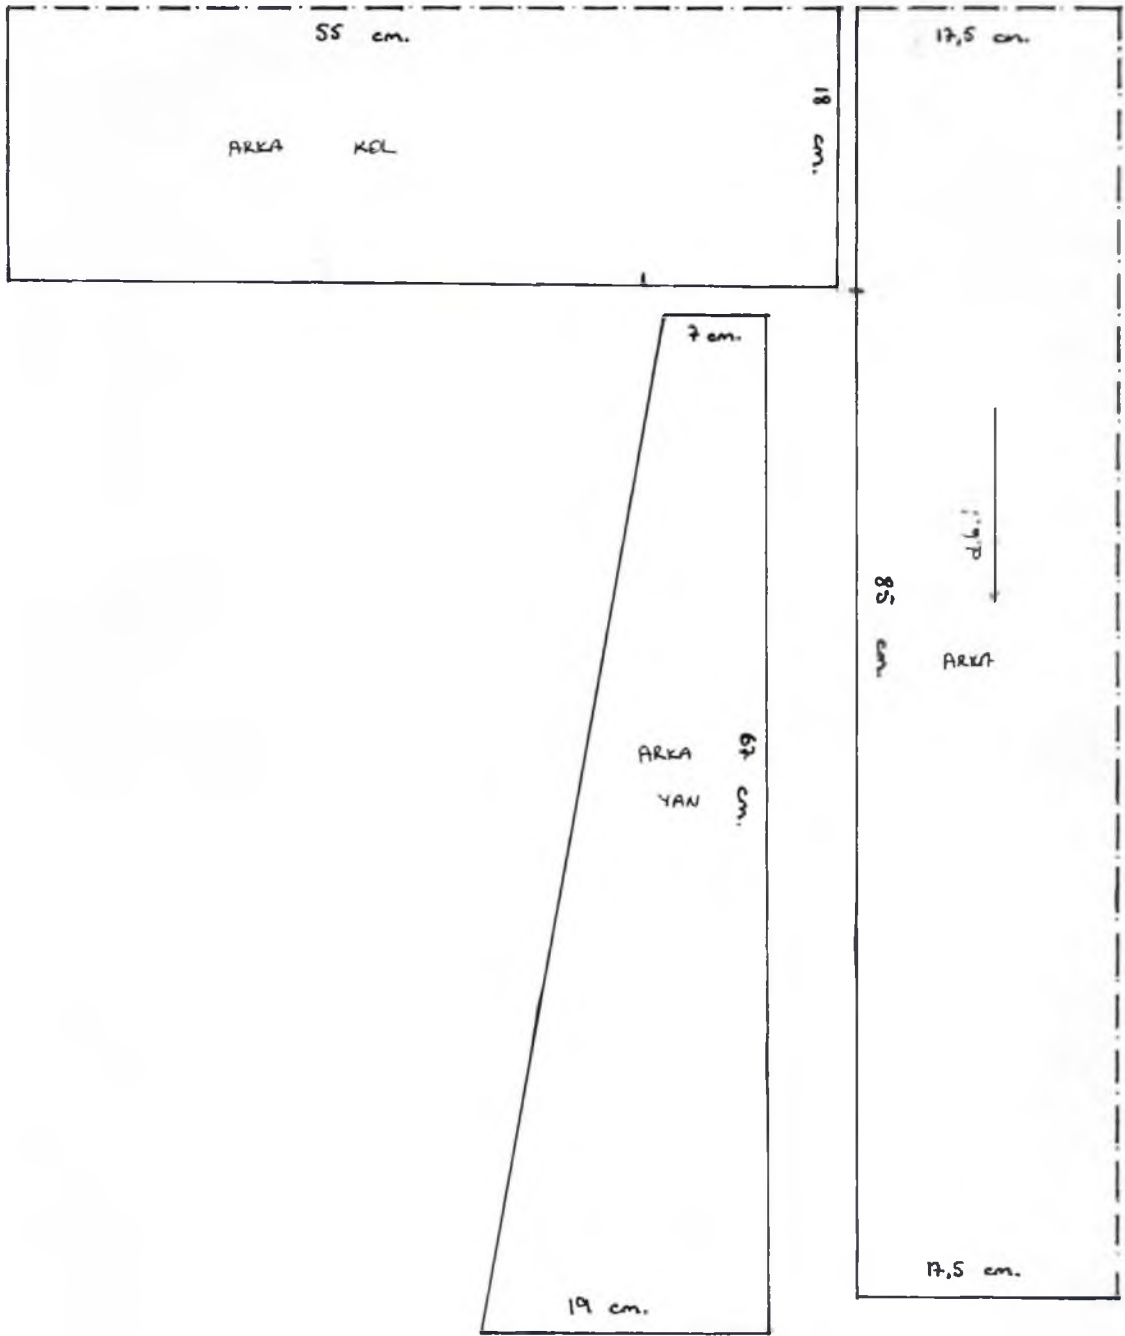 55 cm.
17,5 cm.
18 cm.
ARKA KOL
7 cm.
85 cm.
ARKA
67 cm.
ARKA
YAN
17,5 cm.
19 cm.